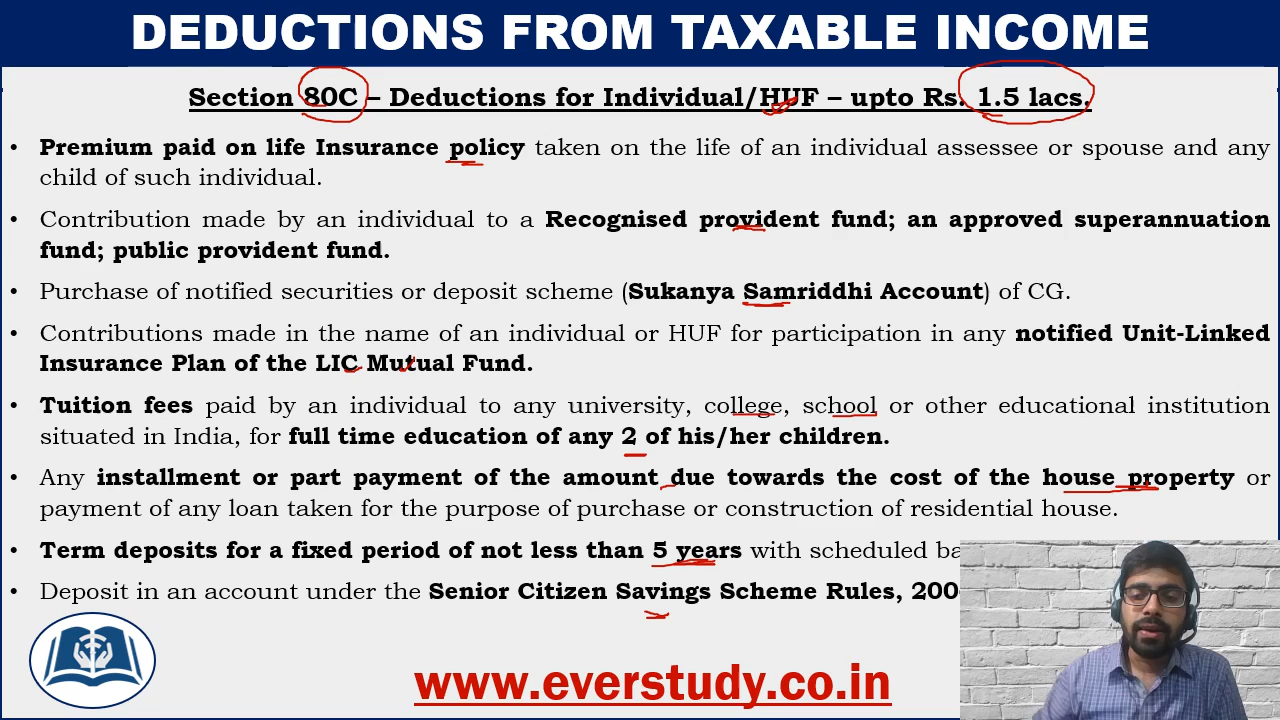 DEDUCTIONS FROM TAXABLE INCOME
Section 80C – Deductions for Individual/HUF – upto Rs. 1.5 lacs.
• Premium paid on life Insurance policy taken on the life of an individual assessee or spouse and any
child of such individual.
• Contribution made by an individual to a Recognised provident fund; an approved superannuation
fund; public provident fund.
• Purchase of notified securities or deposit scheme (Sukanya Samriddhi Account) of CG.
• Contributions made in the name of an individual or HUF for participation in any notified Unit-Linked
Insurance Plan of the LIC Mutual Fund.
• Tuition fees paid by an individual to any university, college, school or other educational institution
situated in India, for full time education of any 2 of his/her children.
• Any installment or part payment of the amount due towards the cost of the house property or
payment of any loan taken for the purpose of purchase or construction of residential house.
• Term deposits for a fixed period of not less than 5 years with scheduled
• Deposit in an account under the Senior Citizen Savings Scheme Rules,
www.everstudy.co.in